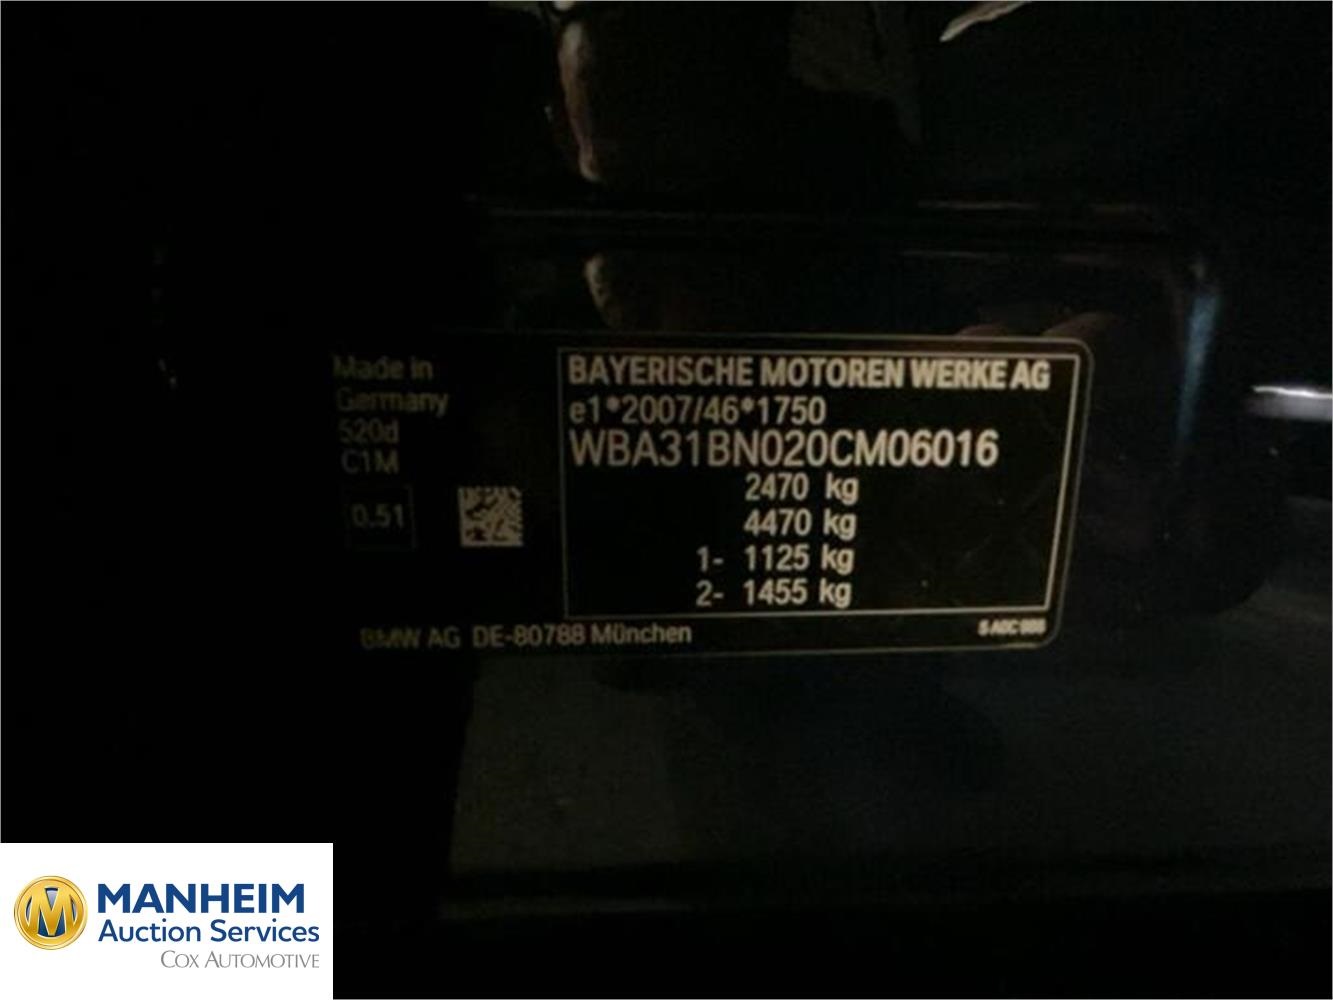 Made in
Germany
520d
C1M
0.51
BAYERISCHE MOTOREN WERKE AG
e1*2007/46*1750
WBA31BN020CM06016
2470 kg
4470 kg
1- 1125 kg
2- 1455 kg
BMW AG DE-80788 München
MANHEIM
Auction Services
COX AUTOMOTIVE